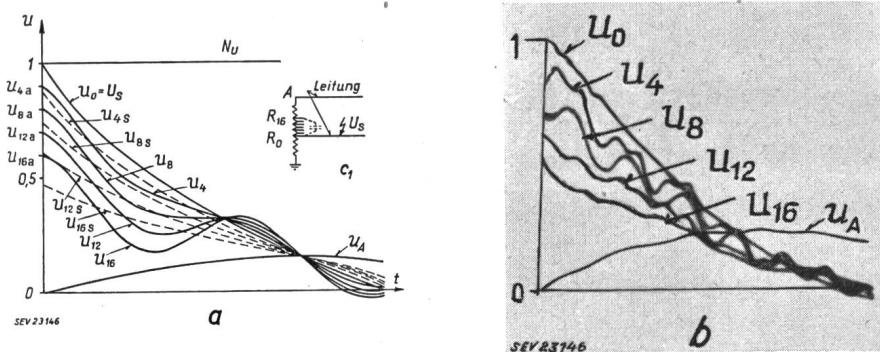 u
N_U
1
u_4a
u_8a
u_12a
u_16a
0,5
0
u_0=U_S
u_4s
u_8s
u_8
u_4
u_12s
u_16s
u_12
u_16
u_A
t
Leitung
A
R_16
R_0
U_S
C_1
SEV 23146
a
1
u_0
u_4
u_8
u_12
u_16
u_A
0
SEV 23146
b